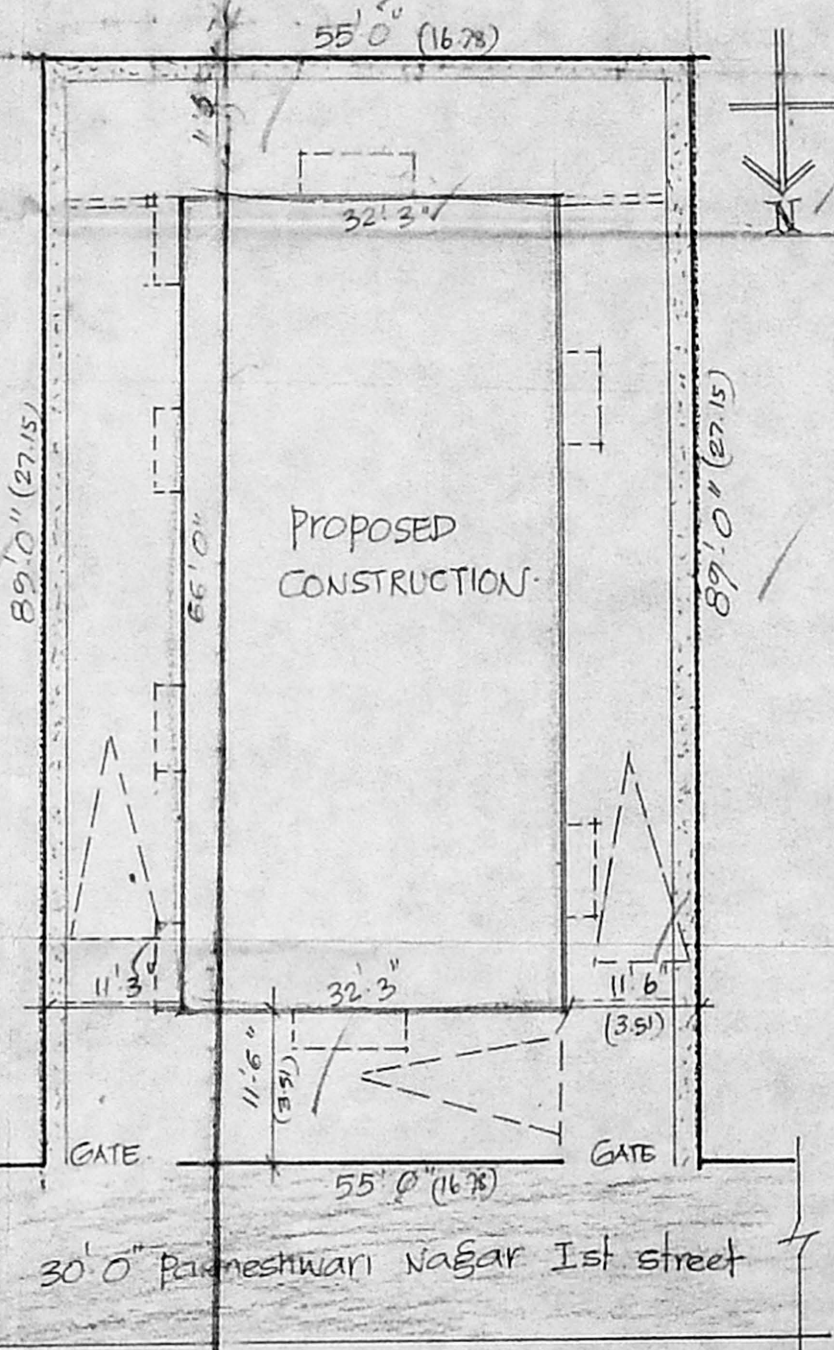 55'0" (16.78)
N
32'3"
89'0" (27.15)
66'0"
89'0" (27.15)
PROPOSED
CONSTRUCTION
11'3"
32'3"
11'6"
(3.51)
11'6"
(3.51)
GATE
GATE
55'0" (16.78)
30'0" Parmeshwari Nagar Ist street